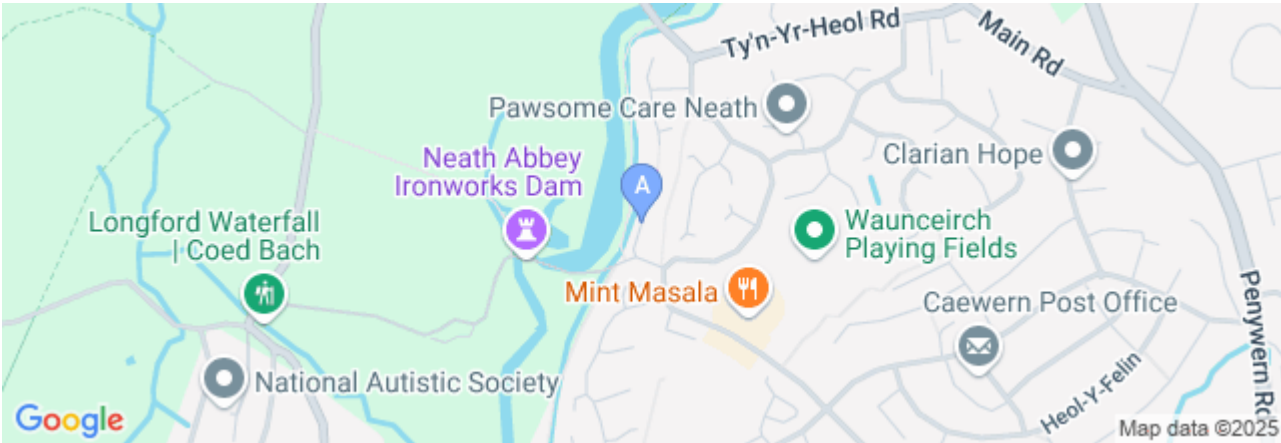 Ty'n-Yr-Heol Rd
Main Rd
Pawsome Care Neath
Clarian Hope
Neath Abbey
Ironworks Dam
A
Longford Waterfall
| Coed Bach
Waunceirch
Playing Fields
Mint Masala
Caewern Post Office
Penywern Rd
National Autistic Society
Heol-Y-Felin
Google
Map data ©2025